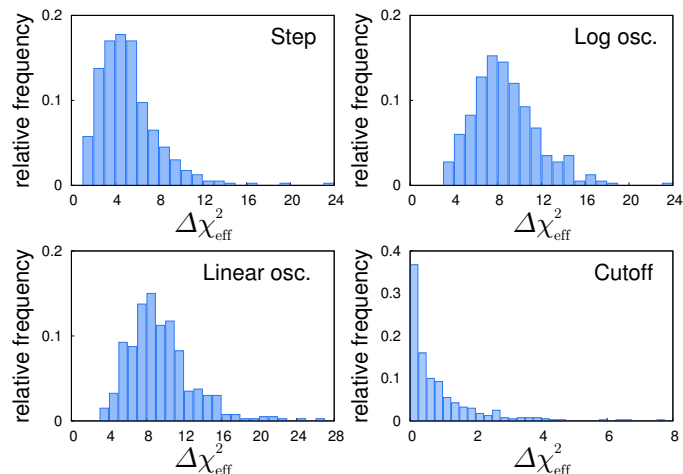 0.2
Step
relative frequency
0.1
0
0 4 8 12 16 20 24
Δχ²eff
0.2
Log osc.
relative frequency
0.1
0
0 4 8 12 16 20 24
Δχ²eff
0.2
Linear osc.
relative frequency
0.1
0
0 4 8 12 16 20 24 28
Δχ²eff
0.4
Cutoff
0.3
relative frequency
0.2
0.1
0
0 2 4 6 8
Δχ²eff